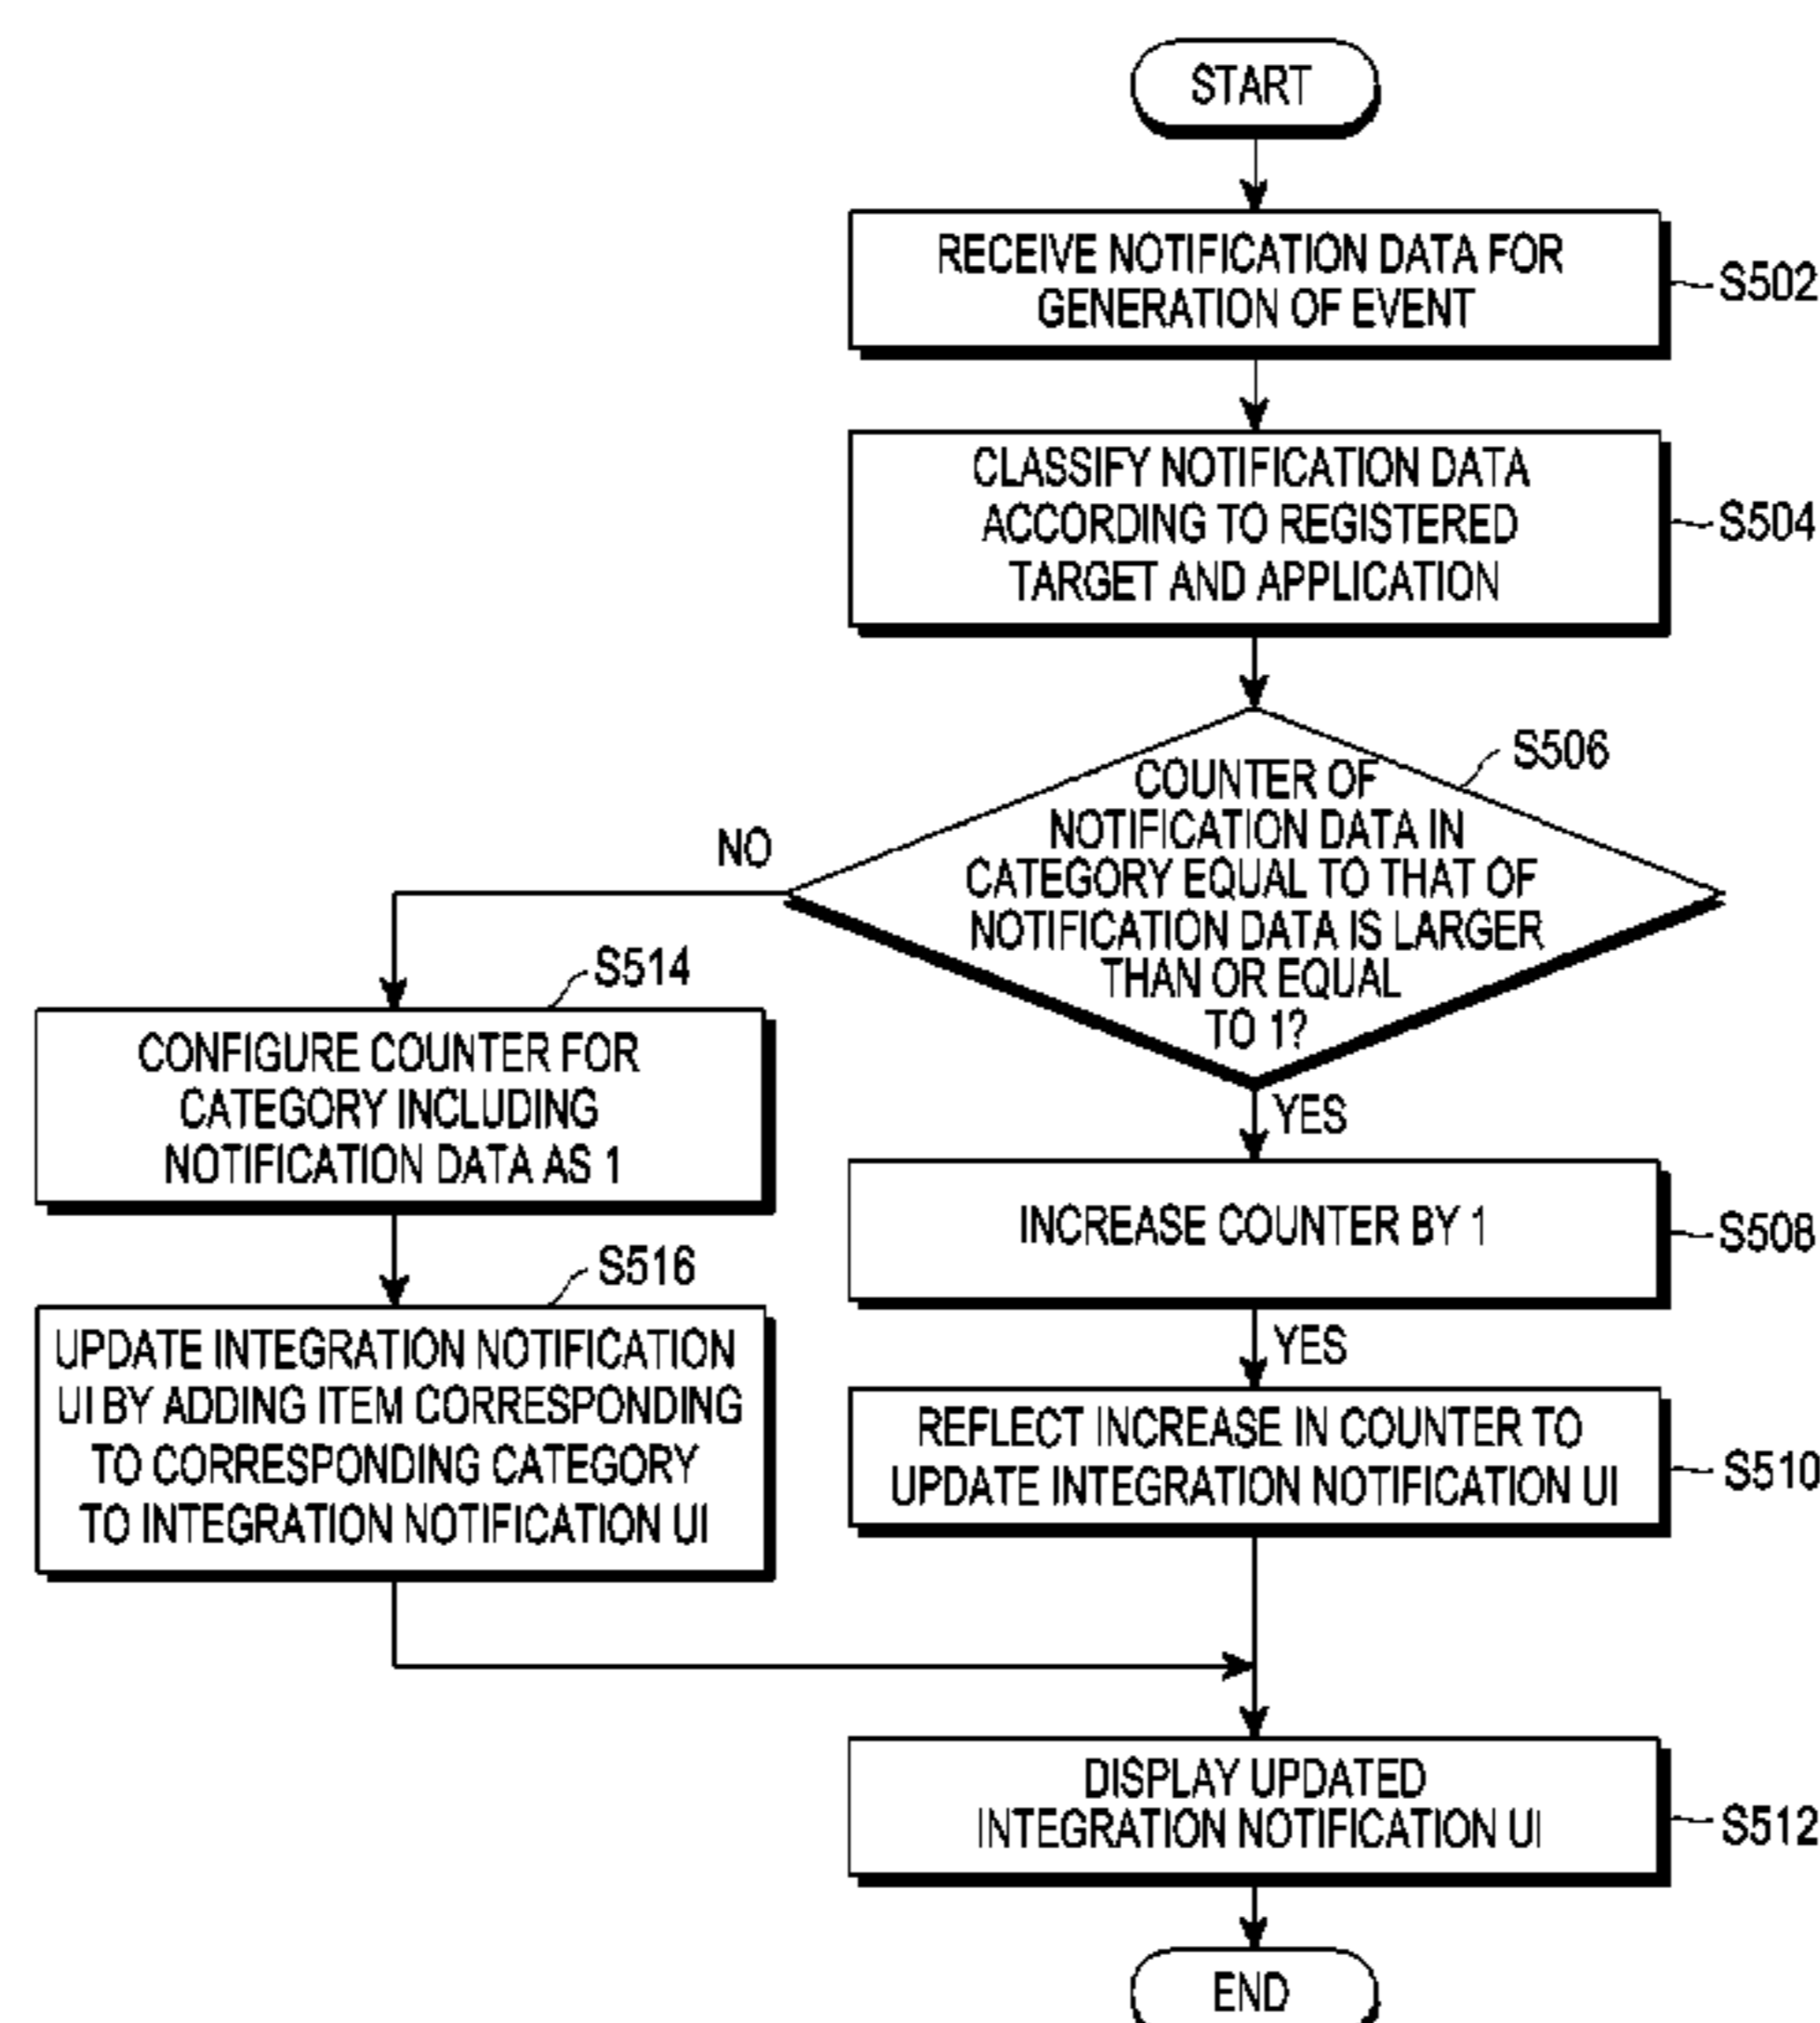 START
RECEIVE NOTIFICATION DATA FOR
GENERATION OF EVENT
S502
CLASSIFY NOTIFICATION DATA
ACCORDING TO REGISTERED
TARGET AND APPLICATION
S504
COUNTER OF
NOTIFICATION DATA IN
CATEGORY EQUAL TO THAT OF
NOTIFICATION DATA IS LARGER
THAN OR EQUAL
TO 1?
S506
NO
YES
S514
CONFIGURE COUNTER FOR
CATEGORY INCLUDING
NOTIFICATION DATA AS 1
S516
UPDATE INTEGRATION NOTIFICATION
UI BY ADDING ITEM CORRESPONDING
TO CORRESPONDING CATEGORY
TO INTEGRATION NOTIFICATION UI
INCREASE COUNTER BY 1
S508
YES
REFLECT INCREASE IN COUNTER TO
UPDATE INTEGRATION NOTIFICATION UI
S510
DISPLAY UPDATED
INTEGRATION NOTIFICATION UI
S512
END